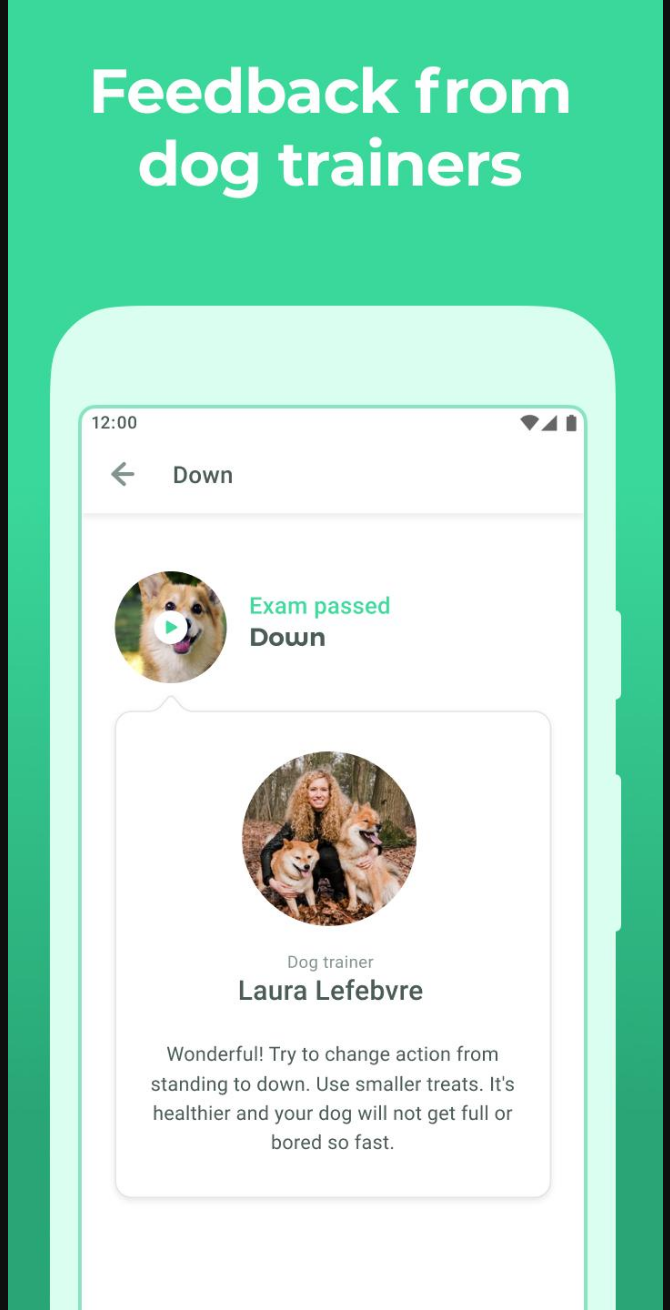 Feedback from
dog trainers
12:00
Down
Exam passed
Down
Dog trainer
Laura Lefebvre
Wonderful! Try to change action from
standing to down. Use smaller treats. It's
healthier and your dog will not get full or
bored so fast.